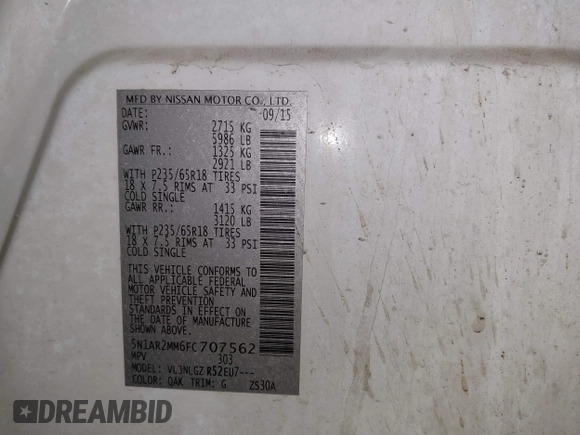 MFD BY NISSAN MOTOR CO., LTD.
DATE: 09/15
GVWR: 2715 KG
5986 LB
GAWR FR.: 1325 KG
2921 LB
WITH P235/65R18 TIRES
18 X 7.5 RIMS AT 33 PSI
COLD SINGLE
GAWR RR.: 1415 KG
3120 LB
WITH P235/65R18 TIRES
18 X 7.5 RIMS AT 33 PSI
COLD SINGLE
THIS VEHICLE CONFORMS TO
ALL APPLICABLE FEDERAL
MOTOR VEHICLE SAFETY AND
THEFT PREVENTION
STANDARDS IN EFFECT ON
THE DATE OF MANUFACTURE
SHOWN ABOVE.
5N1AR2MM6FC707562
MPV 303
MODEL: VLJNLGZ R52EU7---
COLOR: QAK TRIM: G ZS30A
DREAMBID